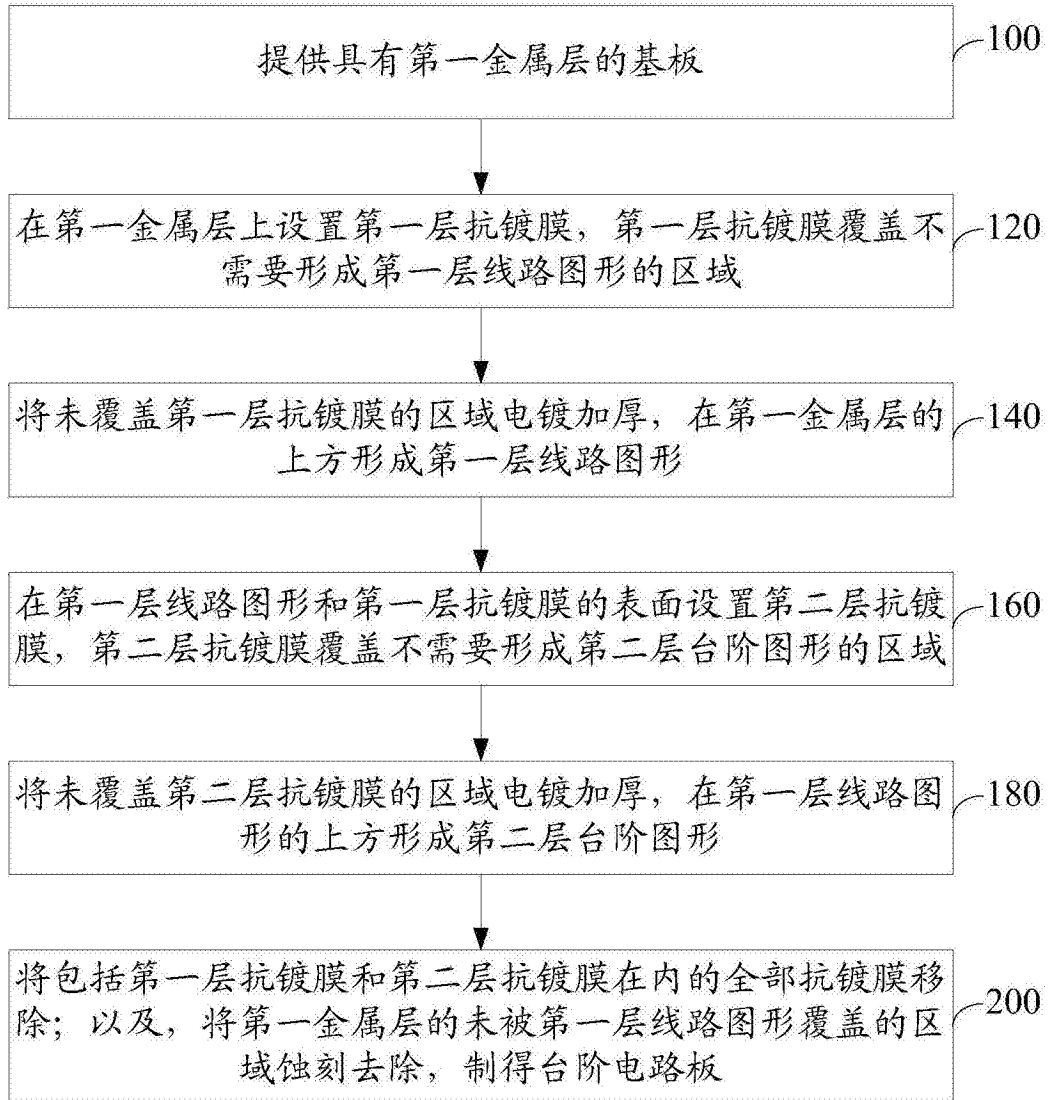 提供具有第一金属层的基板
100
在第一金属层上设置第一层抗镀膜，第一层抗镀膜覆盖不
需要形成第一层线路图形的区域
120
将未覆盖第一层抗镀膜的区域电镀加厚，在第一金属层的
上方形成第一层线路图形
140
在第一层线路图形和第一层抗镀膜的表面设置第二层抗镀
膜，第二层抗镀膜覆盖不需要形成第二层台阶图形的区域
160
将未覆盖第二层抗镀膜的区域电镀加厚，在第一层线路图
形的上方形成第二层台阶图形
180
将包括第一层抗镀膜和第二层抗镀膜在内的全部抗镀膜移
除；以及，将第一金属层的未被第一层线路图形覆盖的区
域蚀刻去除，制得台阶电路板
200